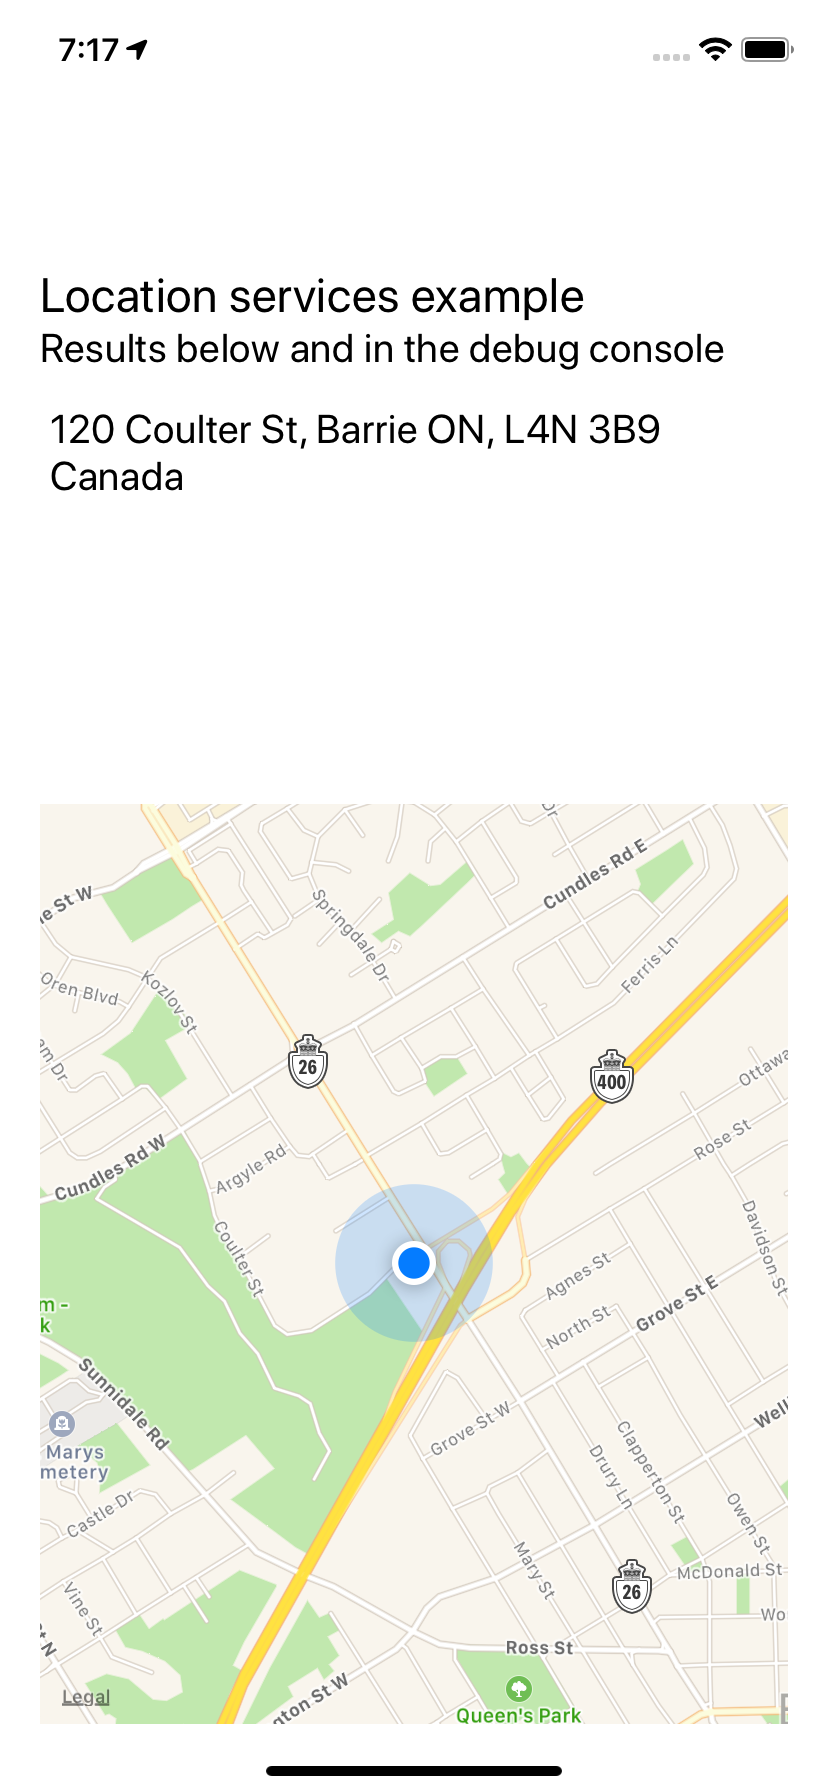 7:17
Location services example
Results below and in the debug console
120 Coulter St, Barrie ON, L4N 3B9
Canada
Dr
Cundles Rd E
e St W
Springdale Dr
Ferris Ln
Oren Blvd
Kozlov St
m Dr
26
400
Ottawa
Rose St
Cundles Rd W
Argyle Rd
Coulter St
Davidson St
Agnes St
Grove St E
North St
m -
k
Sunnidale Rd
Marys
metery
Grove St W
Well
Clapperton St
Drury Ln
Owen St
Castle Dr
Mary St
McDonald St
26
Vine St
Wo
t N
Ross St
Legal
gton St W
Queen's Park